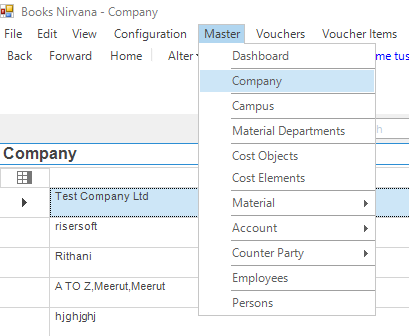 Books Nirvana - Company
File Edit View Configuration Master Vouchers Voucher Items
Back Forward Home Alter me tus
Dashboard
Company
Campus
Material Departments
Cost Objects
Cost Elements
Material
Account
Counter Party
Employees
Persons
h
Company
Test Company Ltd
risersoft
Rithani
A TO Z,Meerut,Meerut
hjghjghj